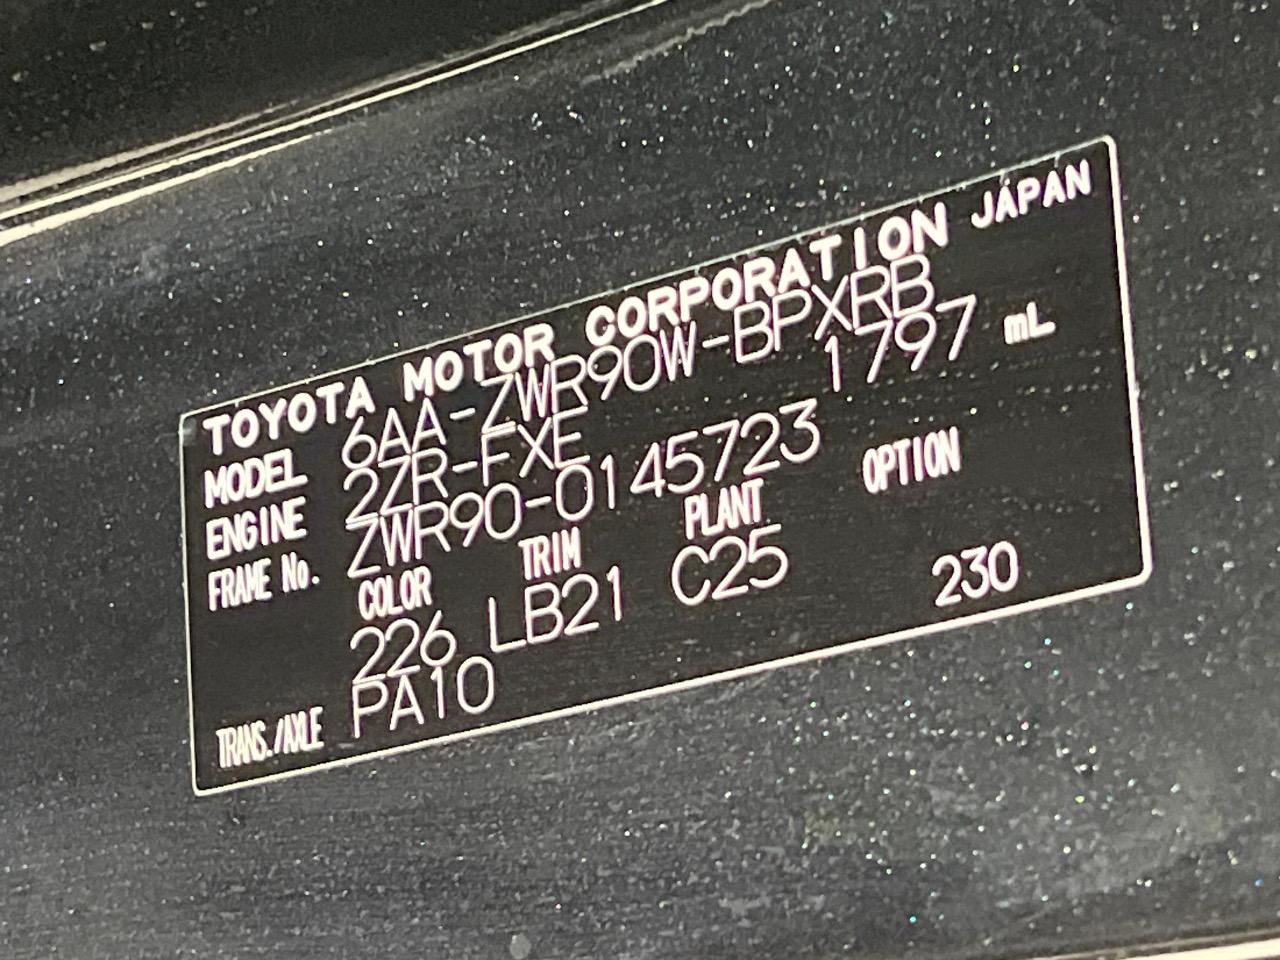 TOYOTA MOTOR CORPORATION JAPAN
MODEL 6AA-ZWR90W-BPXRB
ENGINE 2ZR-FXE 1797 mL
FRAME No. ZWR90-0145723
COLOR TRIM PLANT OPTION
226 LB21 C25 230
TRANS./AXLE PA10